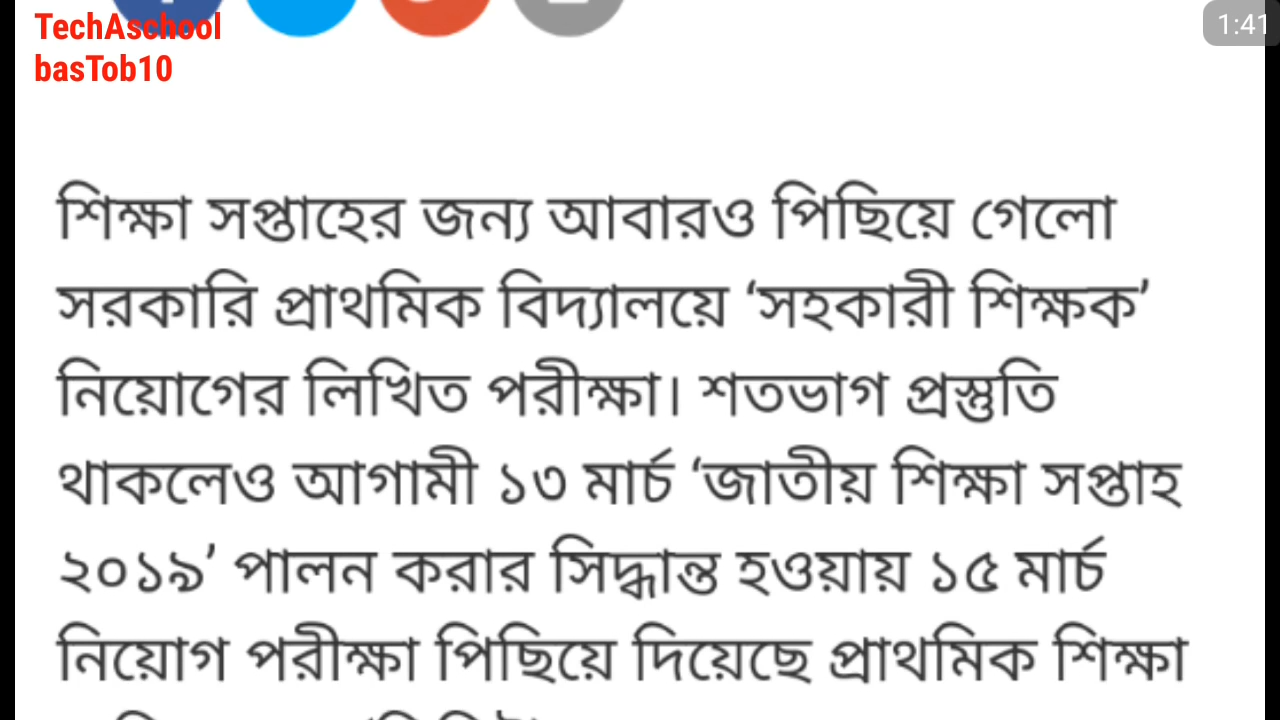 TechAschool
basTob10
1:41
শিক্ষা সপ্তাহের জন্য আবারও পিছিয়ে গেলো
সরকারি প্রাথমিক বিদ্যালয়ে ‘সহকারী শিক্ষক’
নিয়োগের লিখিত পরীক্ষা। শতভাগ প্রস্তুতি
থাকলেও আগামী ১৩ মার্চ ‘জাতীয় শিক্ষা সপ্তাহ
২০১৯’ পালন করার সিদ্ধান্ত হওয়ায় ১৫ মার্চ
নিয়োগ পরীক্ষা পিছিয়ে দিয়েছে প্রাথমিক শিক্ষা